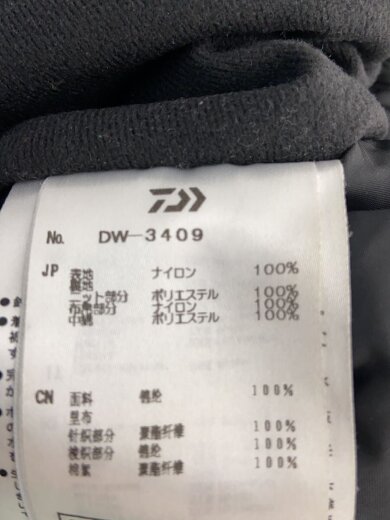 No. DW-3409
JP 表地 ナイロン 100%
裏地
ニット部分 ポリエステル 100%
布帛部分 ナイロン 100%
中綿 ポリエステル 100%
CN 面料 锦纶 100%
里布
针织部分 聚酯纤维 100%
梭织部分 锦纶 100%
棉絮 聚酯纤维 100%